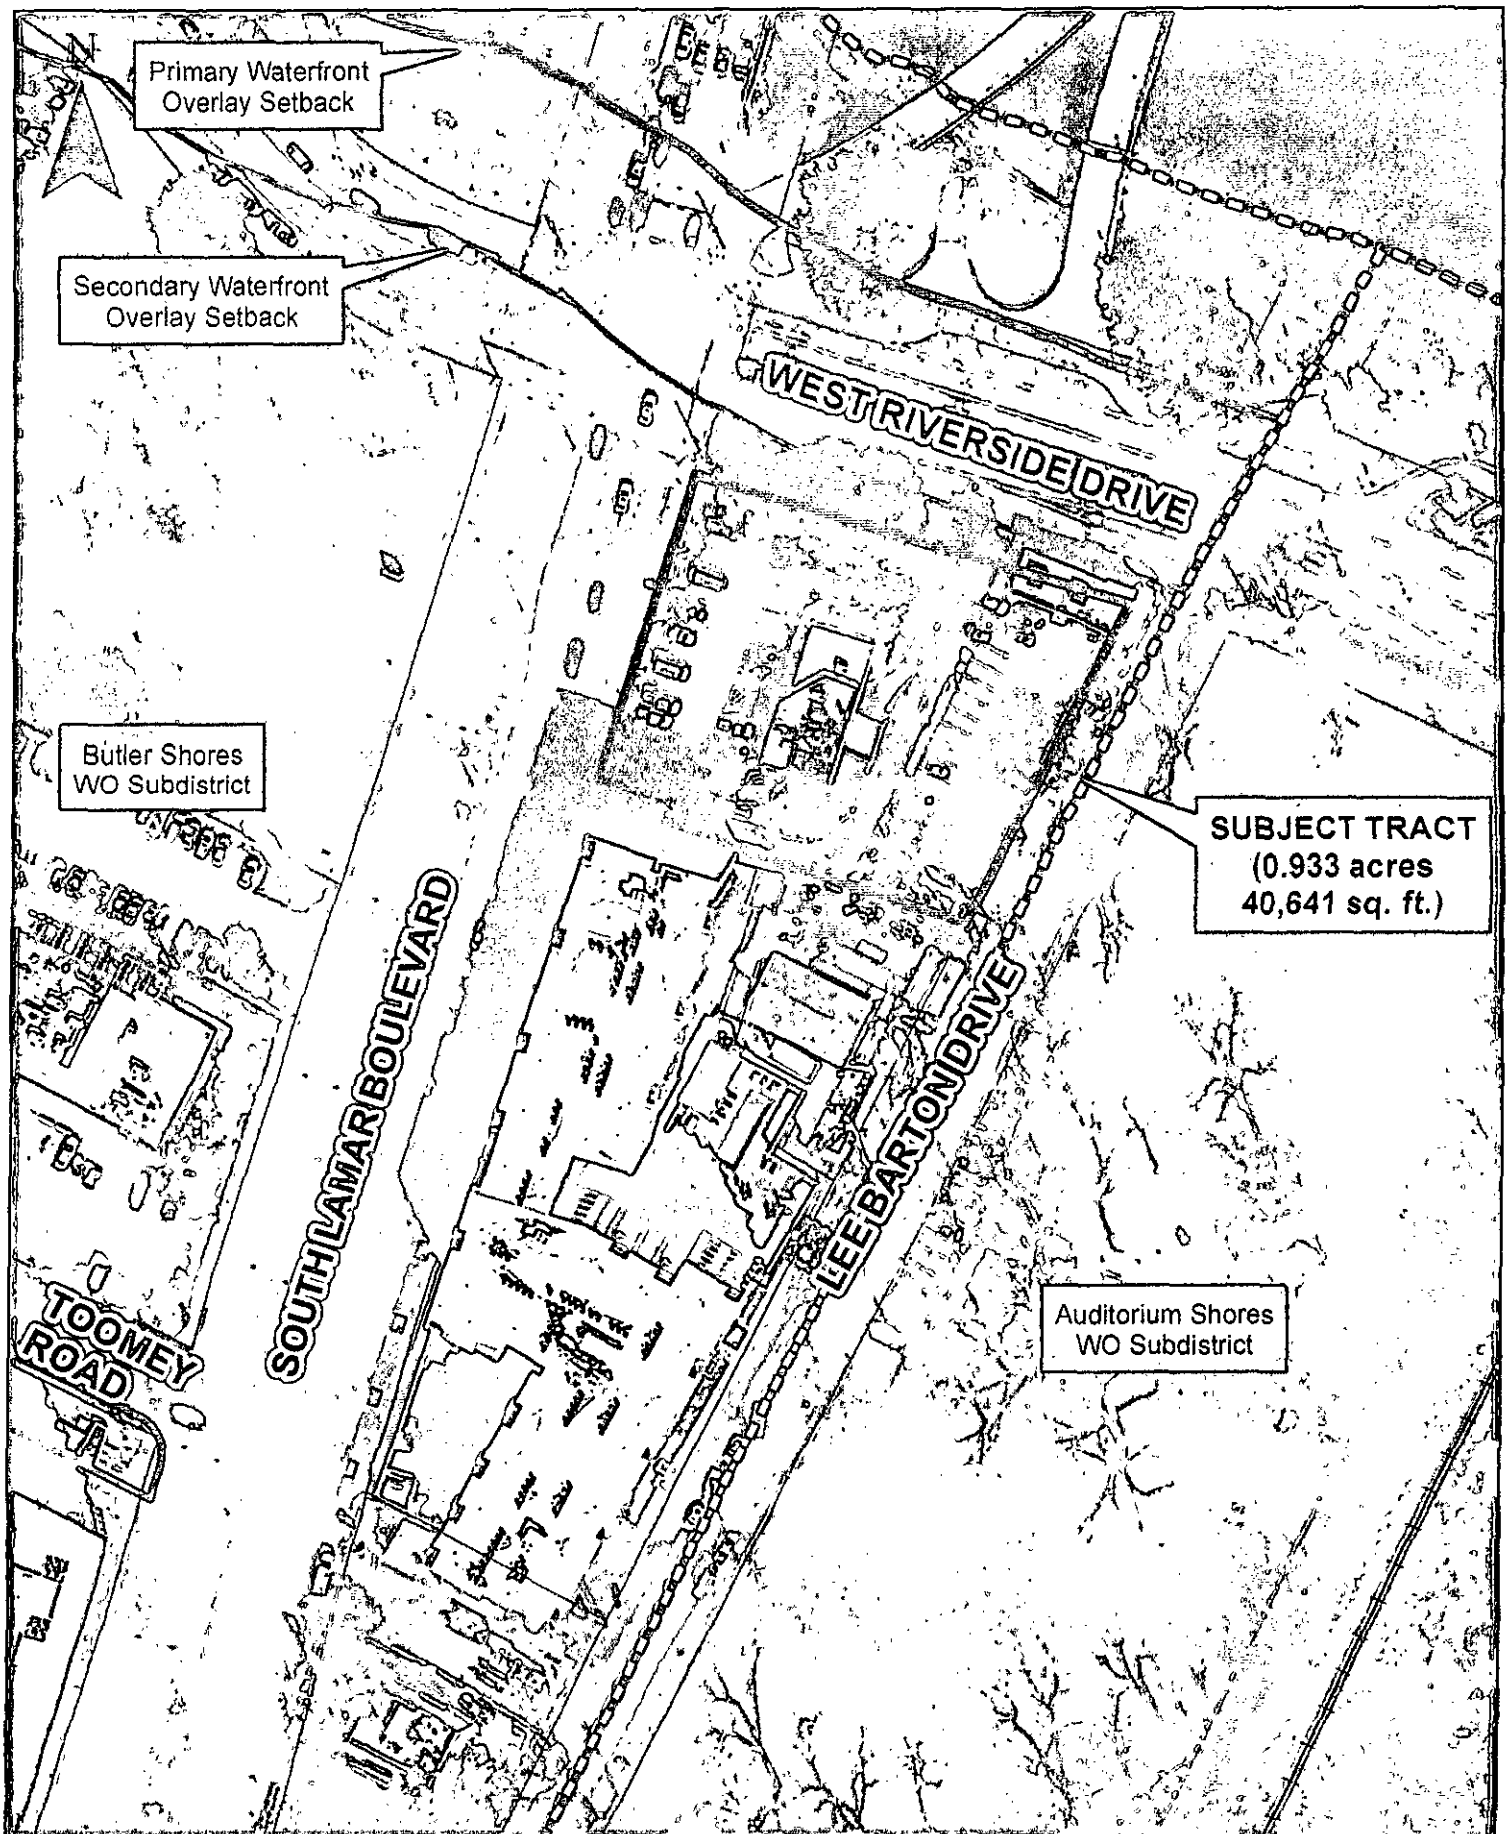 N
Primary Waterfront
Overlay Setback
Secondary Waterfront
Overlay Setback
WEST RIVERSIDE DRIVE
Butler Shores
WO Subdistrict
SUBJECT TRACT
(0.933 acres
40,641 sq. ft.)
SOUTH LAMAR BOULEVARD
LEE BARTON DRIVE
Auditorium Shores
WO Subdistrict
TOOMEY
ROAD